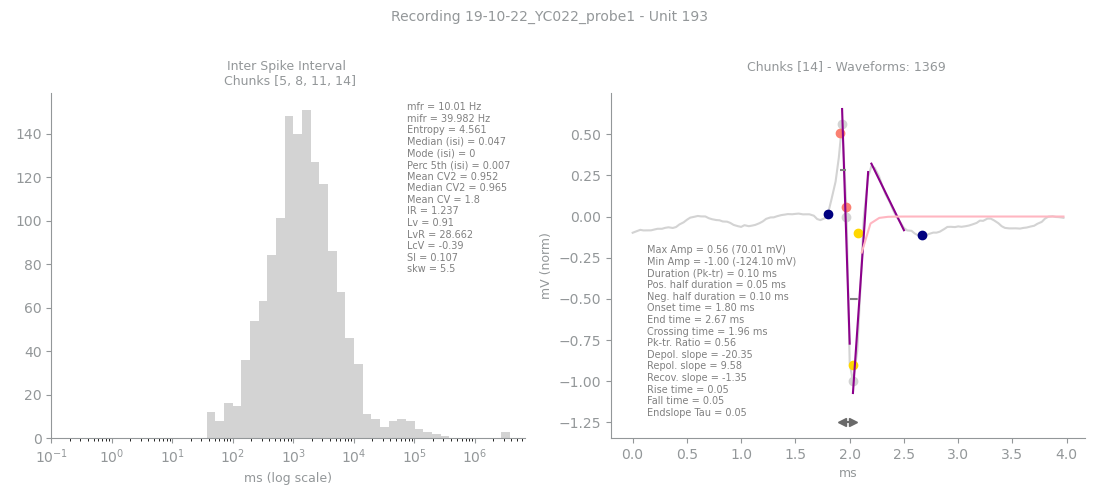 Recording 19-10-22_YC022_probe1 - Unit 193
Inter Spike Interval
Chunks [5, 8, 11, 14]
mfr = 10.01 Hz
mifr = 39.982 Hz
Entropy = 4.561
Median (isi) = 0.047
Mode (isi) = 0
Perc 5th (isi) = 0.007
Mean CV2 = 0.952
Median CV2 = 0.965
Mean CV = 1.8
IR = 1.237
Lv = 0.91
LvR = 28.662
LcV = -0.39
SI = 0.107
skw = 5.5
140
120
100
80
60
40
20
0
10⁻¹ 10⁰ 10¹ 10² 10³ 10⁴ 10⁵ 10⁶
ms (log scale)
Chunks [14] - Waveforms: 1369
mV (norm)
0.50
0.25
0.00
−0.25
−0.50
−0.75
−1.00
−1.25
Max Amp = 0.56 (70.01 mV)
Min Amp = -1.00 (-124.10 mV)
Duration (Pk-tr) = 0.10 ms
Pos. half duration = 0.05 ms
Neg. half duration = 0.10 ms
Onset time = 1.80 ms
End time = 2.67 ms
Crossing time = 1.96 ms
Pk-tr. Ratio = 0.56
Depol. slope = -20.35
Repol. slope = 9.58
Recov. slope = -1.35
Rise time = 0.05
Fall time = 0.05
Endslope Tau = 0.05
0.0 0.5 1.0 1.5 2.0 2.5 3.0 3.5 4.0
ms